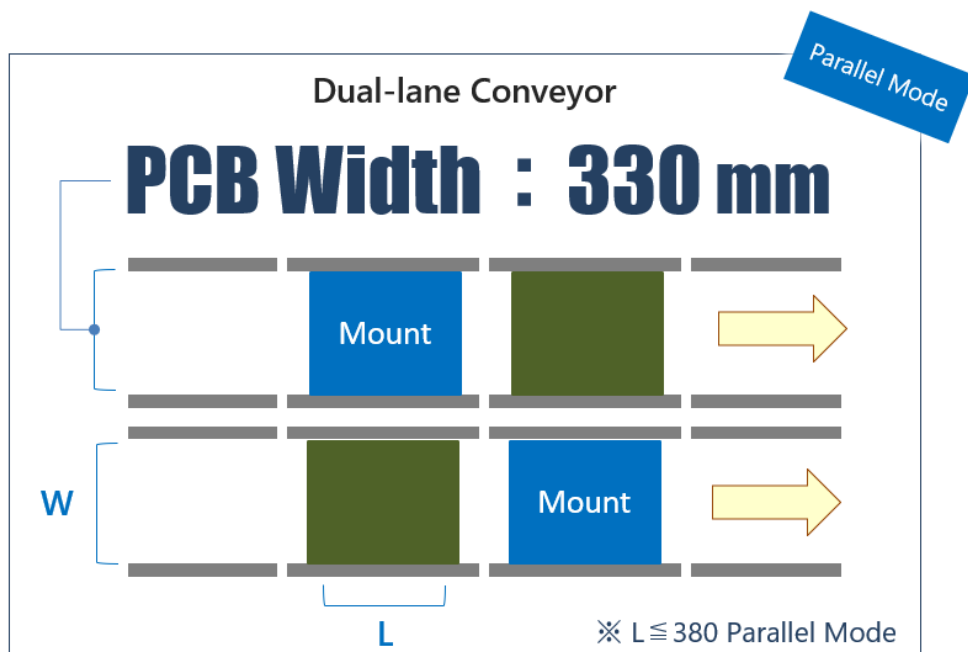 Parallel Mode
Dual-lane Conveyor
PCB Width : 330 mm
Mount
W
Mount
L
※ L≦380 Parallel Mode